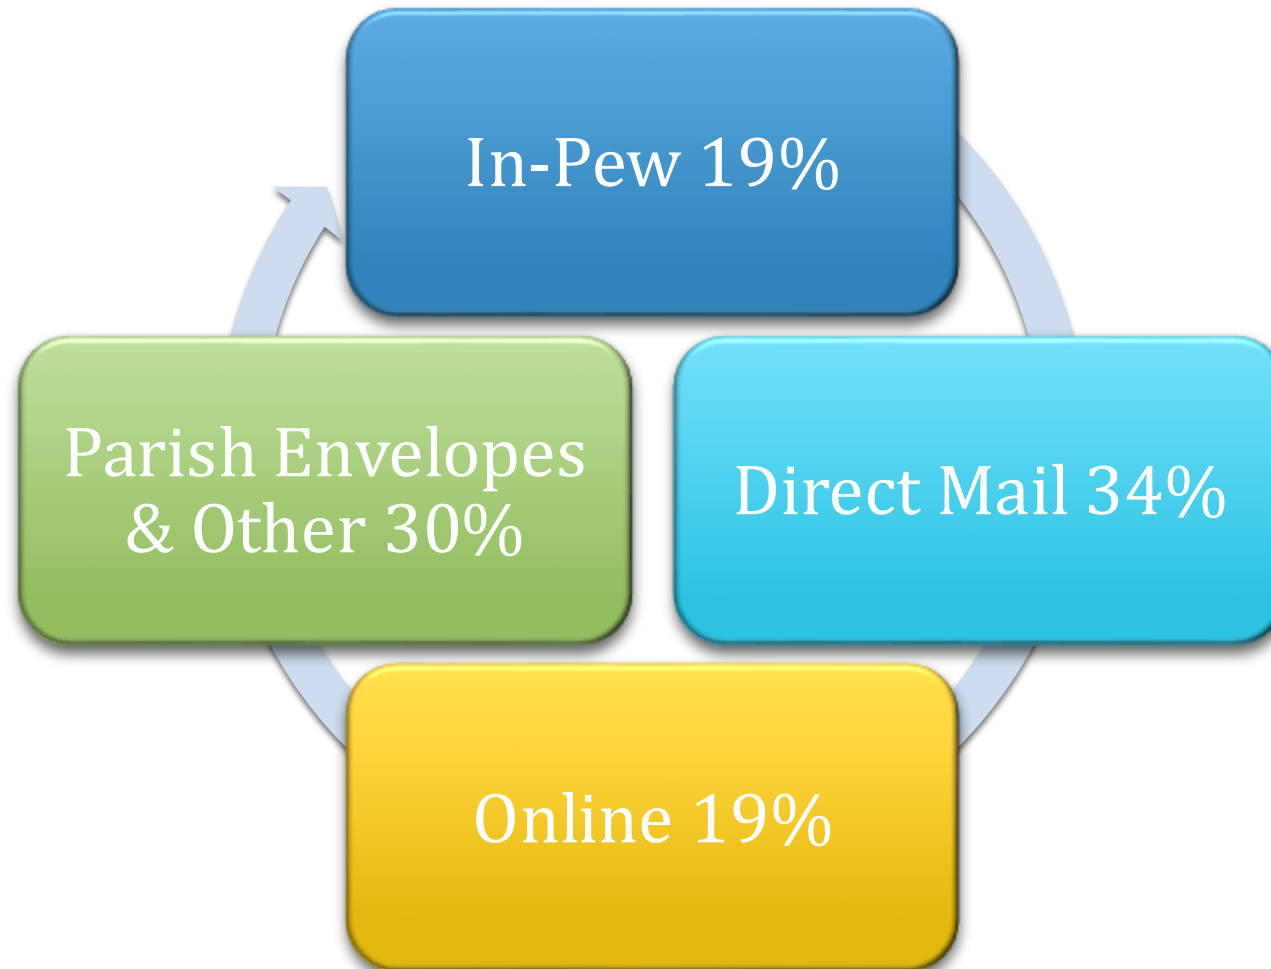 In-Pew 19%
Parish Envelopes
& Other 30%
Direct Mail 34%
Online 19%